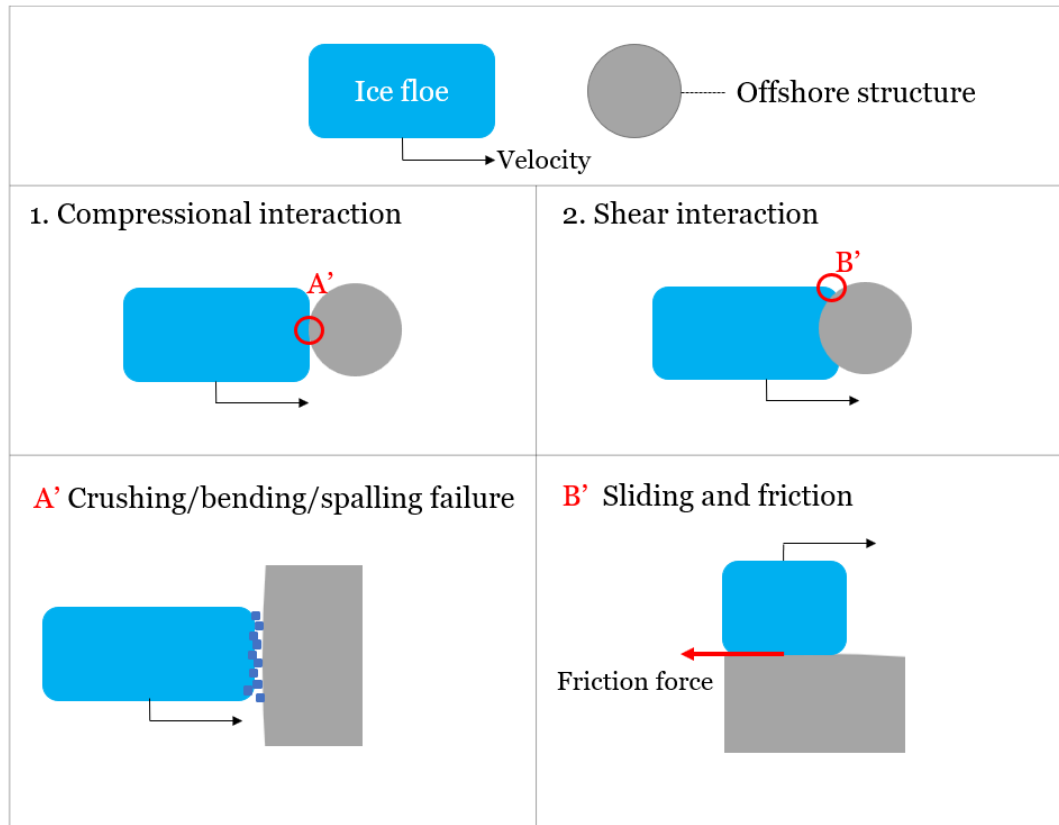 Ice floe
Offshore structure
Velocity
1. Compressional interaction
2. Shear interaction
A’
B’
A’ Crushing/bending/spalling failure
B’ Sliding and friction
Friction force